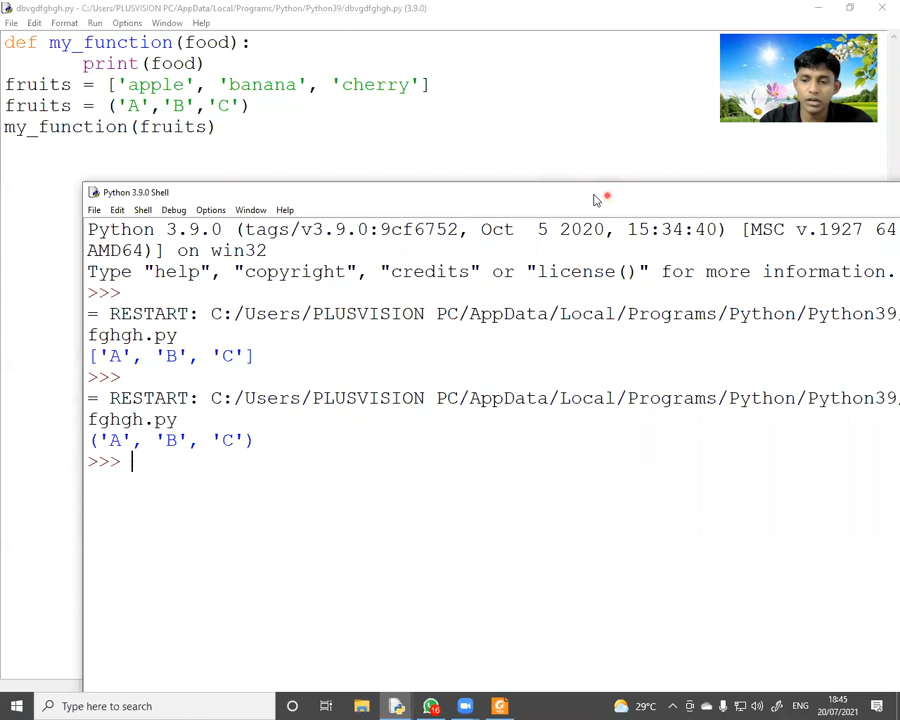 dbvgdfghgh.py - C:/Users/PLUSVISION PC/AppData/Local/Programs/Python/Python39/dbvgdfghgh.py (3.9.0)
File Edit Format Run Options Window Help
def my_function(food):
print(food)
fruits = ['apple', 'banana', 'cherry']
fruits = ('A','B','C')
my_function(fruits)
Python 3.9.0 Shell
File Edit Shell Debug Options Window Help
Python 3.9.0 (tags/v3.9.0:9cf6752, Oct 5 2020, 15:34:40) [MSC v.1927 64
AMD64)] on win32
Type "help", "copyright", "credits" or "license()" for more information.
>>>
= RESTART: C:/Users/PLUSVISION PC/AppData/Local/Programs/Python/Python39/
fghgh.py
['A', 'B', 'C']
>>>
= RESTART: C:/Users/PLUSVISION PC/AppData/Local/Programs/Python/Python39/
fghgh.py
('A', 'B', 'C')
>>>
Type here to search
16
29°C
ENG
18:45
20/07/2021